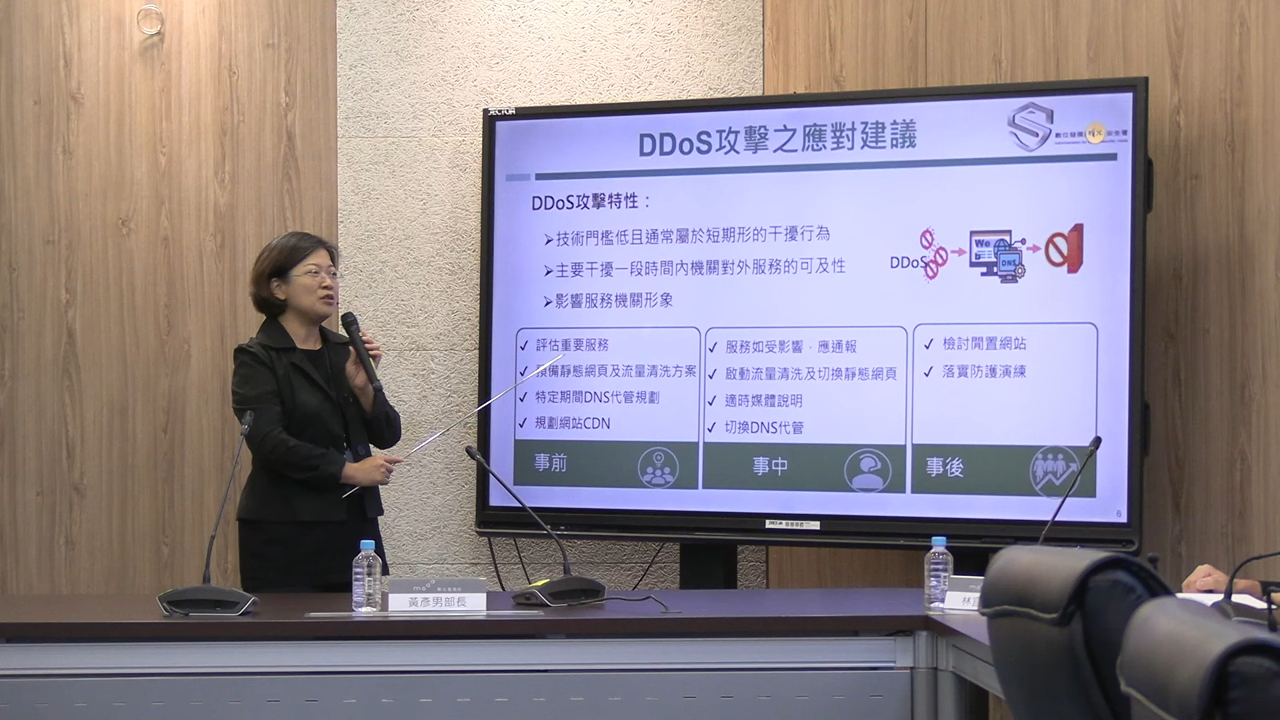 DDoS攻擊之應對建議
DDoS攻擊特性：
➤技術門檻低且通常屬於短期形的干擾行為
➤主要干擾一段時間內機關對外服務的可及性
➤影響服務機關形象
DDoS
We
DNS
✓ 評估重要服務
✓ 預備靜態網頁及流量清洗方案
✓ 特定期間DNS代管規劃
✓ 規劃網站CDN
事前
✓ 服務如受影響，應通報
✓ 啟動流量清洗及切換靜態網頁
✓ 適時媒體說明
✓ 切換DNS代管
事中
✓ 檢討閒置網站
✓ 落實防護演練
事後
6
moda
黃彥男部長
林